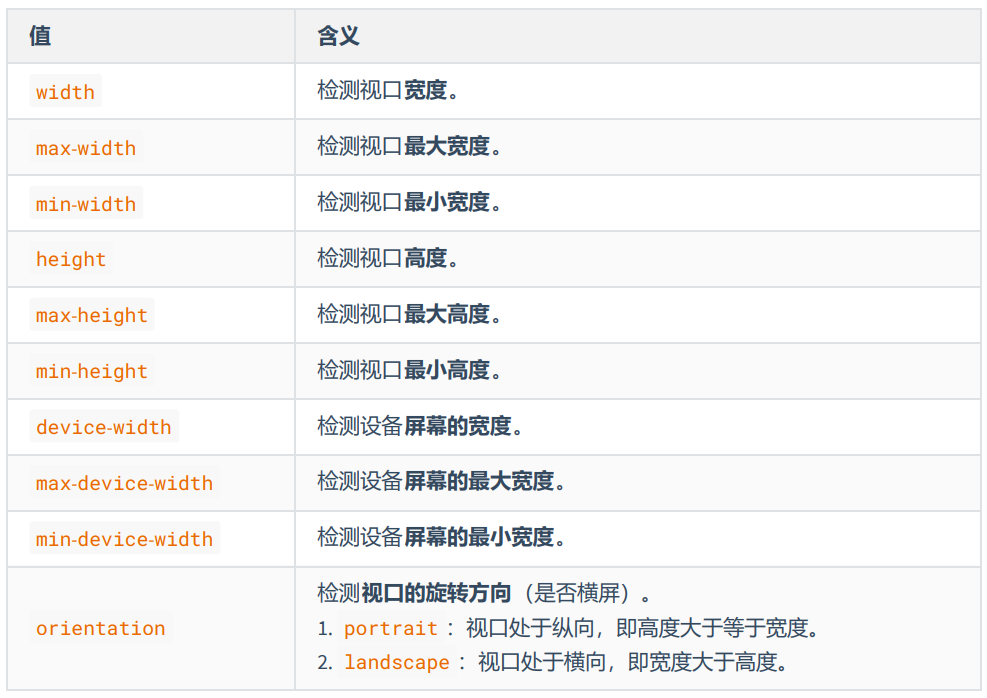 值 含义
width 检测视口宽度。
max-width 检测视口最大宽度。
min-width 检测视口最小宽度。
height 检测视口高度。
max-height 检测视口最大高度。
min-height 检测视口最小高度。
device-width 检测设备屏幕的宽度。
max-device-width 检测设备屏幕的最大宽度。
min-device-width 检测设备屏幕的最小宽度。
orientation 检测视口的旋转方向（是否横屏）。
1. portrait ：视口处于纵向，即高度大于等于宽度。
2. landscape ：视口处于横向，即宽度大于高度。